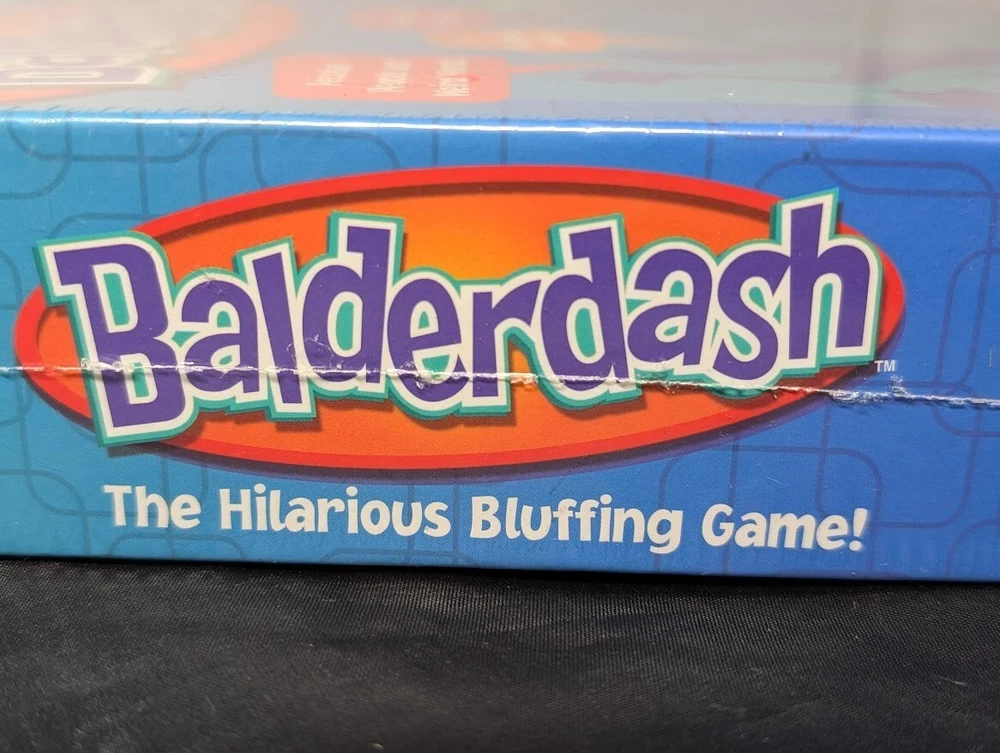 Balderdash™
The Hilarious Bluffing Game!